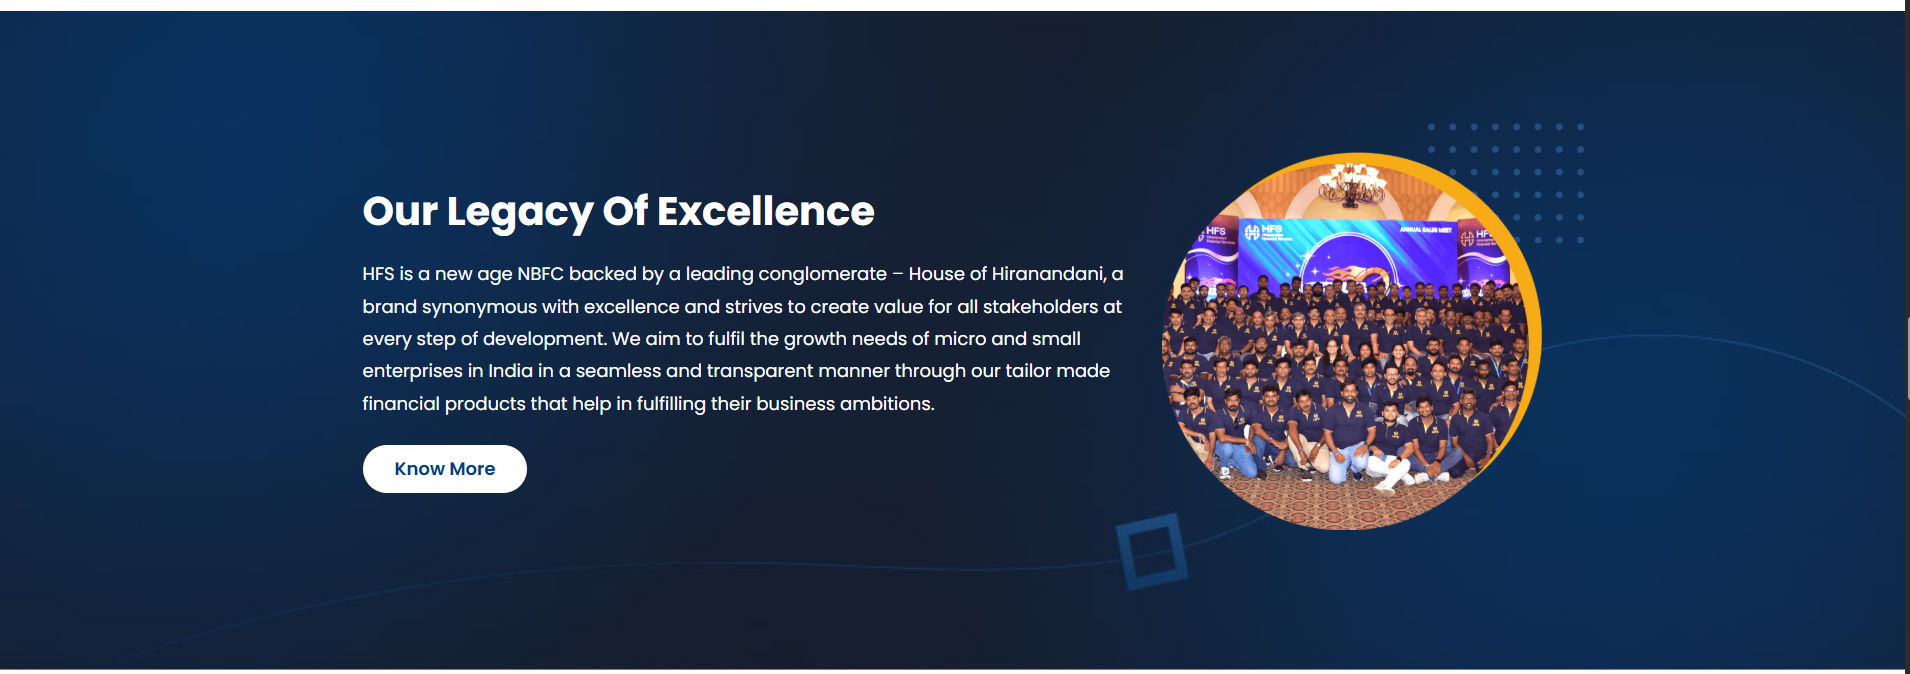 Our Legacy Of Excellence
HFS is a new age NBFC backed by a leading conglomerate – House of Hiranandani, a
brand synonymous with excellence and strives to create value for all stakeholders at
every step of development. We aim to fulfil the growth needs of micro and small
enterprises in India in a seamless and transparent manner through our tailor made
financial products that help in fulfilling their business ambitions.
Know More
HFS
HFS
Hiranandani
Financial Services
ANNUAL SALES MEET